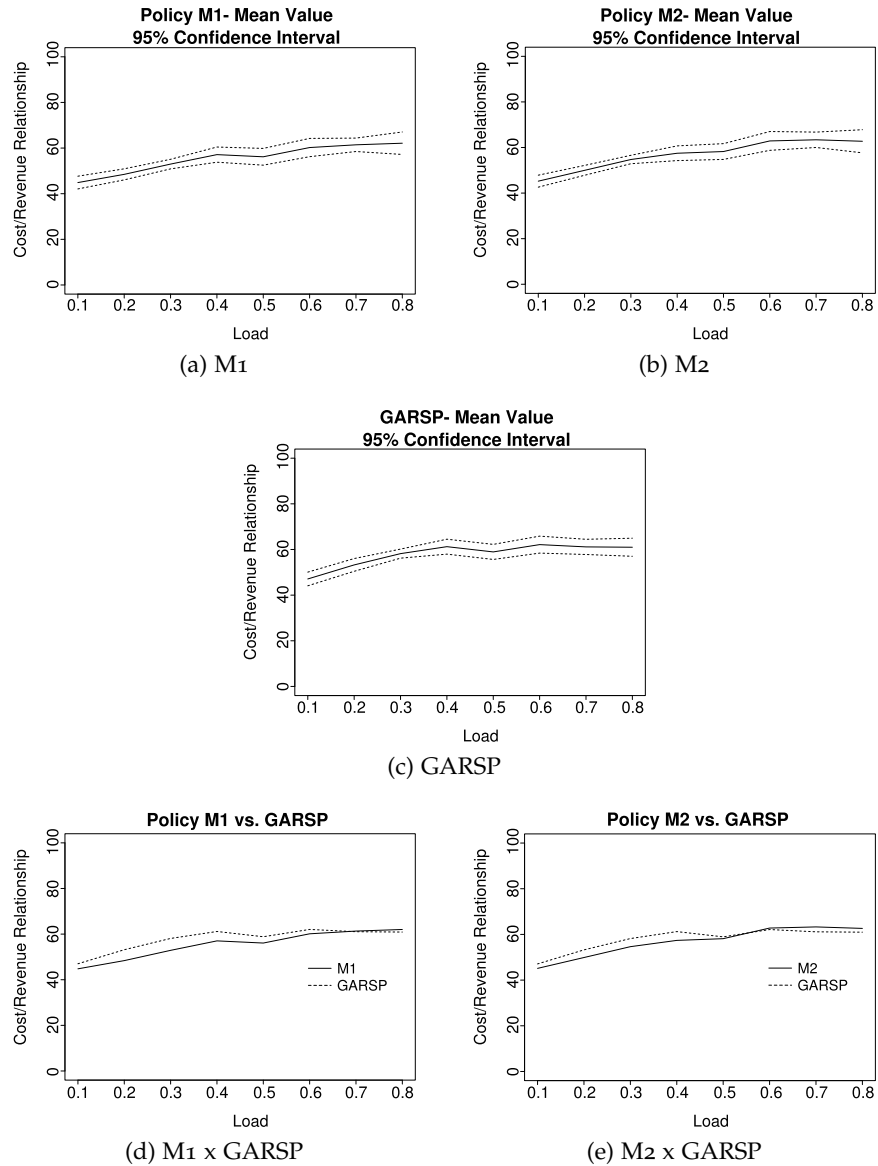 Policy M1- Mean Value
95% Confidence Interval
Cost/Revenue Relationship
100
80
60
40
20
0
0.1 0.2 0.3 0.4 0.5 0.6 0.7 0.8
Load
(a) M1
Policy M2- Mean Value
95% Confidence Interval
Cost/Revenue Relationship
100
80
60
40
20
0
0.1 0.2 0.3 0.4 0.5 0.6 0.7 0.8
Load
(b) M2
GARSP- Mean Value
95% Confidence Interval
Cost/Revenue Relationship
100
80
60
40
20
0
0.1 0.2 0.3 0.4 0.5 0.6 0.7 0.8
Load
(c) GARSP
Policy M1 vs. GARSP
Cost/Revenue Relationship
100
80
60
40
20
0
M1
GARSP
0.1 0.2 0.3 0.4 0.5 0.6 0.7 0.8
Load
(d) M1 x GARSP
Policy M2 vs. GARSP
Cost/Revenue Relationship
100
80
60
40
20
0
M2
GARSP
0.1 0.2 0.3 0.4 0.5 0.6 0.7 0.8
Load
(e) M2 x GARSP